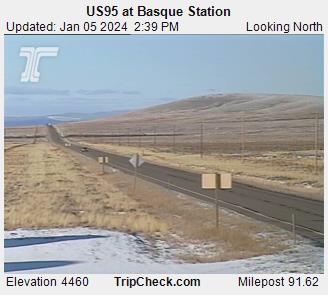 US95 at Basque Station
Updated: Jan 05 2024 2:39 PM Looking North
Elevation 4460 TripCheck.com Milepost 91.62